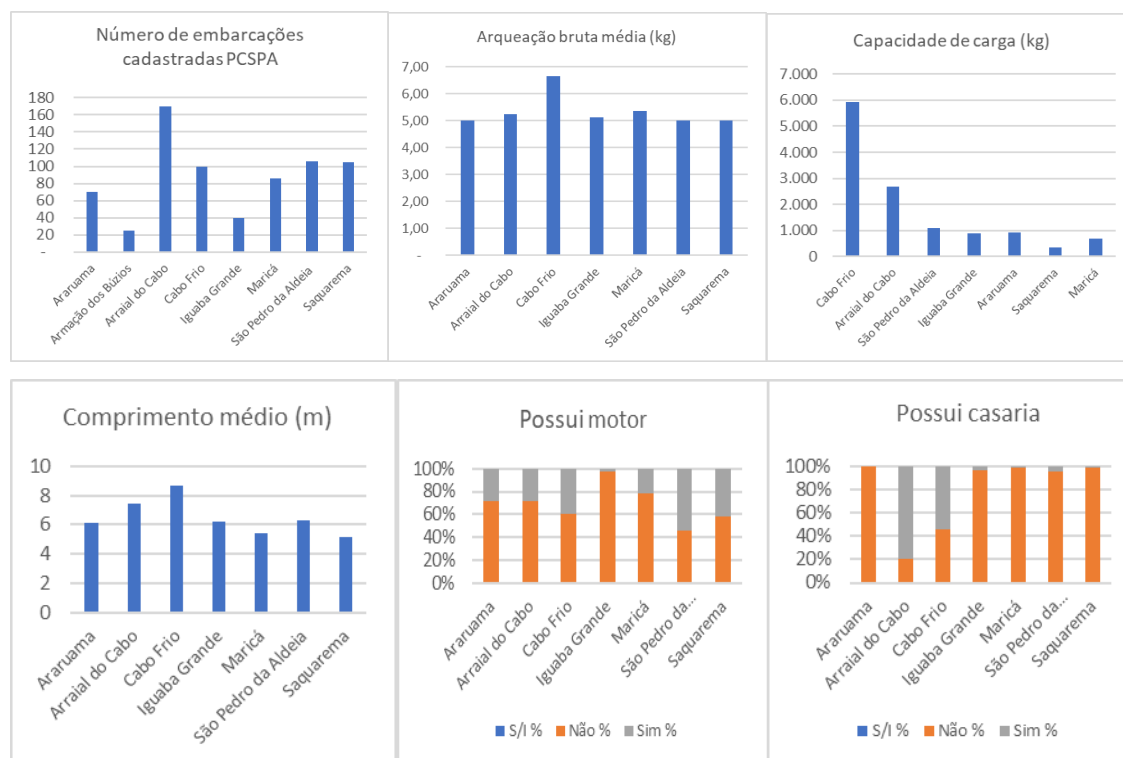 Número de embarcações
cadastradas PCSPA
180
160
140
120
100
80
60
40
20
-
Araruama
Armação dos Búzios
Arraial do Cabo
Cabo Frio
Iguaba Grande
Maricá
São Pedro da Aldeia
Saquarema
Arqueação bruta média (kg)
7,00
6,00
5,00
4,00
3,00
2,00
1,00
-
Araruama
Arraial do Cabo
Cabo Frio
Iguaba Grande
Maricá
São Pedro da Aldeia
Saquarema
Capacidade de carga (kg)
7.000
6.000
5.000
4.000
3.000
2.000
1.000
0
Cabo Frio
Arraial do Cabo
São Pedro da Aldeia
Iguaba Grande
Araruama
Saquarema
Maricá
Comprimento médio (m)
10
8
6
4
2
0
Araruama
Arraial do Cabo
Cabo Frio
Iguaba Grande
Maricá
São Pedro da Aldeia
Saquarema
Possui motor
100%
80%
60%
40%
20%
0%
Araruama
Arraial do Cabo
Cabo Frio
Iguaba Grande
Maricá
São Pedro da...
Saquarema
S/I % Não % Sim %
Possui casaria
100%
80%
60%
40%
20%
0%
Araruama
Arraial do Cabo
Cabo Frio
Iguaba Grande
Maricá
São Pedro da...
Saquarema
S/I % Não % Sim %